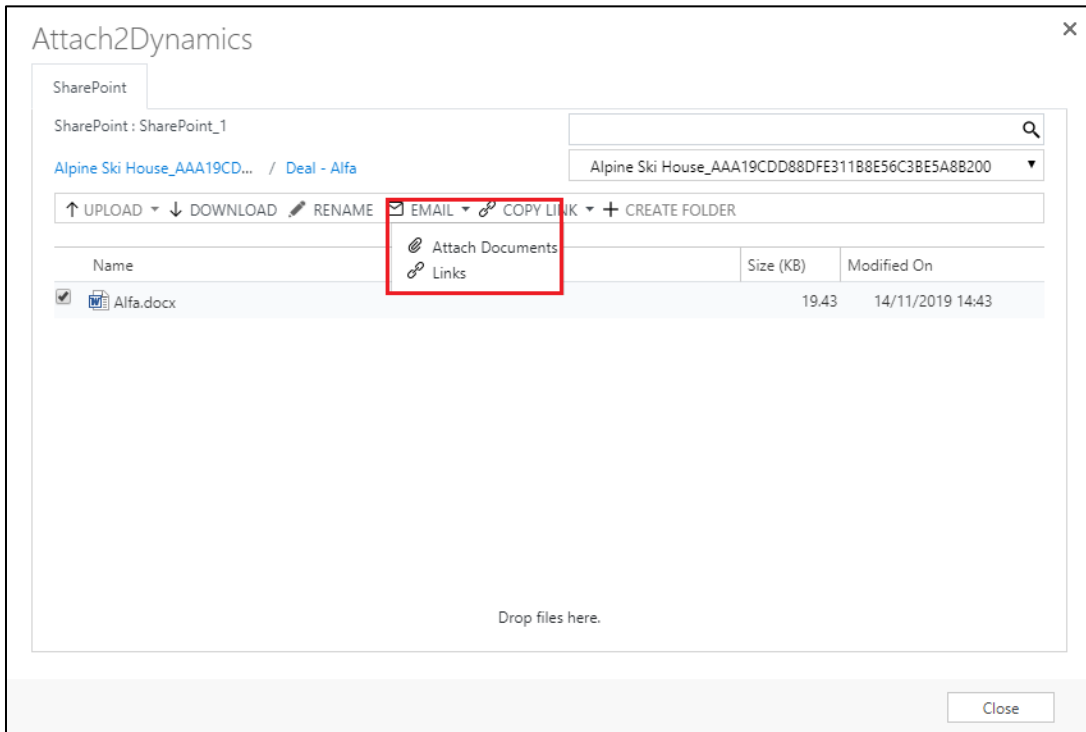 Attach2Dynamics
SharePoint
SharePoint : SharePoint_1
Alpine Ski House_AAA19CD... / Deal - Alfa
Alpine Ski House_AAA19CDD88DFE311B8E56C3BE5A8B200
UPLOAD DOWNLOAD RENAME EMAIL COPY LINK CREATE FOLDER
Attach Documents
Links
Name Size (KB) Modified On
Alfa.docx 19.43 14/11/2019 14:43
Drop files here.
Close